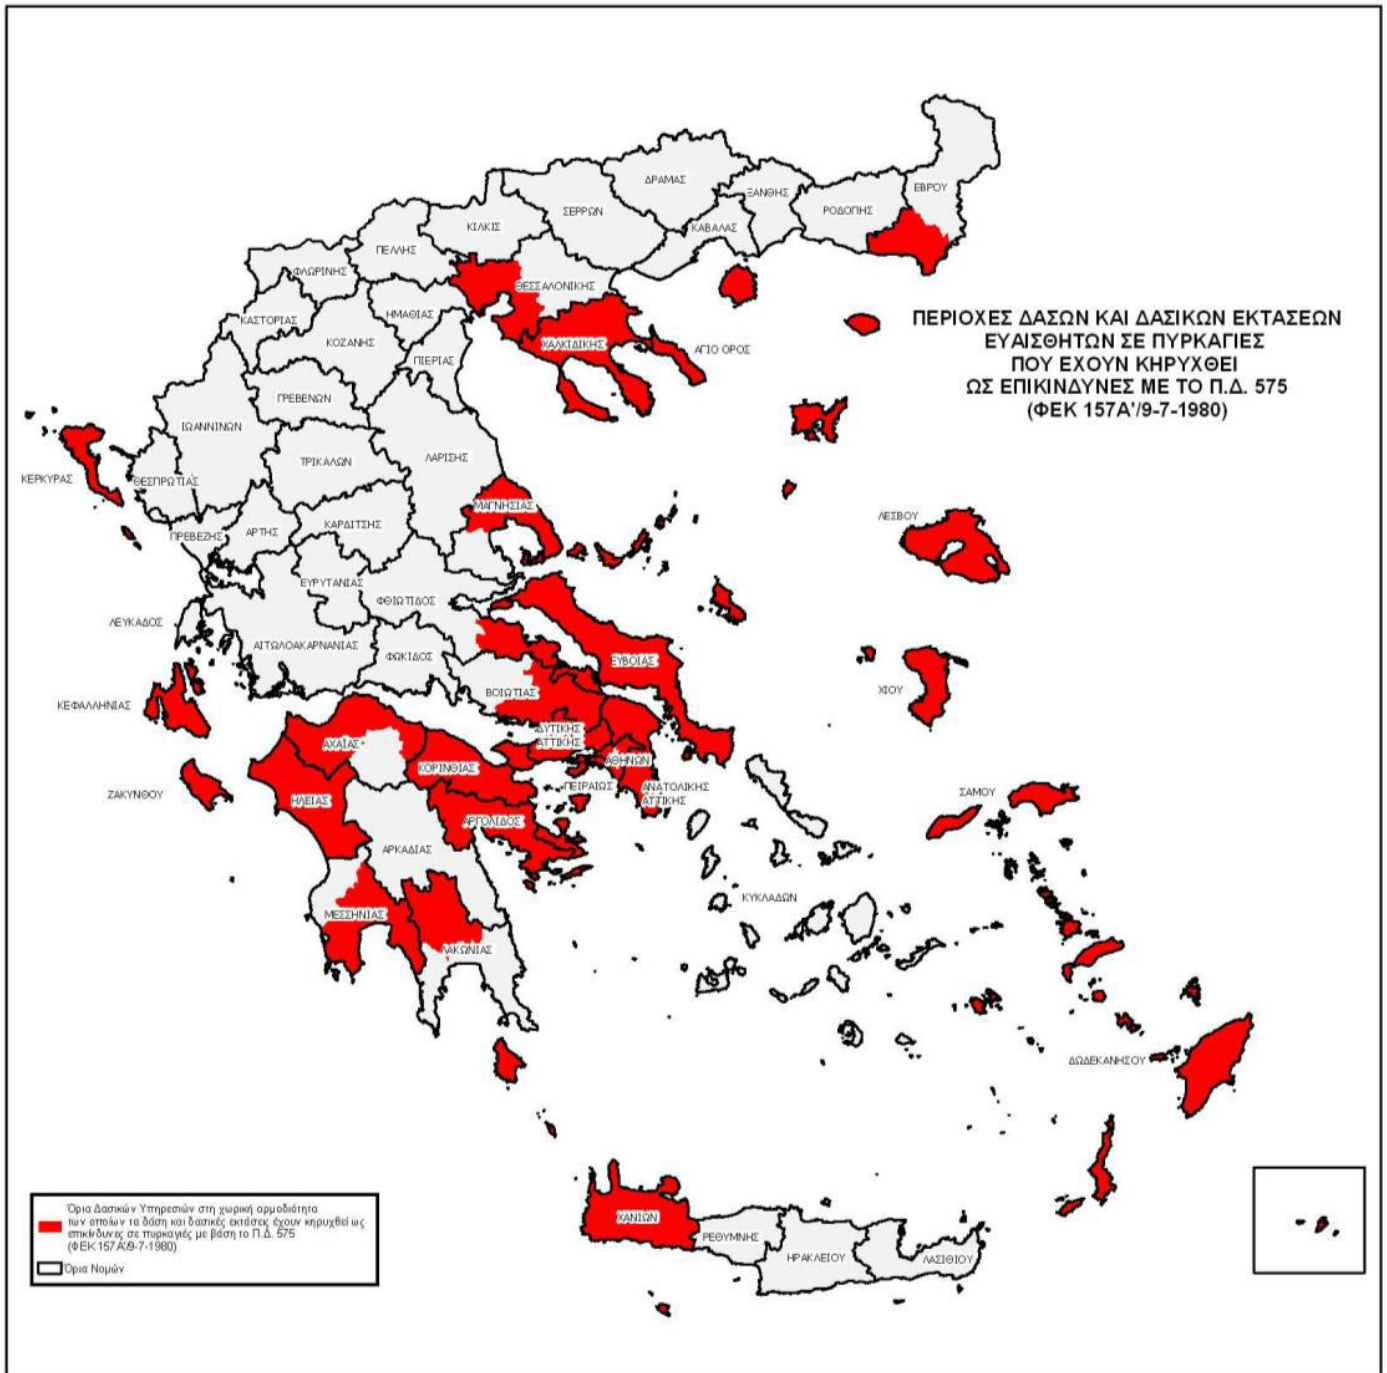 ΔΡΑΜΑΣ
ΞΑΝΘΗΣ
ΕΒΡΟΥ
ΣΕΡΡΩΝ
ΡΟΔΟΠΗΣ
ΚΙΛΚΙΣ
ΚΑΒΑΛΑΣ
ΠΕΛΛΗΣ
ΦΛΩΡΙΝΗΣ
ΘΕΣΣΑΛΟΝΙΚΗΣ
ΗΜΑΘΙΑΣ
ΚΑΣΤΟΡΙΑΣ
ΚΟΖΑΝΗΣ
ΧΑΛΚΙΔΙΚΗΣ
ΑΓΙΟ ΟΡΟΣ
ΠΙΕΡΙΑΣ
ΠΕΡΙΟΧΕΣ ΔΑΣΩΝ ΚΑΙ ΔΑΣΙΚΩΝ ΕΚΤΑΣΕΩΝ
ΕΥΑΙΣΘΗΤΩΝ ΣΕ ΠΥΡΚΑΓΙΕΣ
ΠΟΥ ΕΧΟΥΝ ΚΗΡΥΧΘΕΙ
ΩΣ ΕΠΙΚΙΝΔΥΝΕΣ ΜΕ ΤΟ Π.Δ. 575
(ΦΕΚ 157Α'/9-7-1980)
ΓΡΕΒΕΝΩΝ
ΙΩΑΝΝΙΝΩΝ
ΤΡΙΚΑΛΩΝ
ΛΑΡΙΣΗΣ
ΚΕΡΚΥΡΑΣ
ΘΕΣΠΡΩΤΙΑΣ
ΜΑΓΝΗΣΙΑΣ
ΛΕΣΒΟΥ
ΚΑΡΔΙΤΣΗΣ
ΑΡΤΗΣ
ΠΡΕΒΕΖΗΣ
ΕΥΡΥΤΑΝΙΑΣ
ΦΘΙΩΤΙΔΟΣ
ΛΕΥΚΑΔΟΣ
ΑΙΤΩΛΟΑΚΑΡΝΑΝΙΑΣ
ΦΩΚΙΔΟΣ
ΕΥΒΟΙΑΣ
ΒΟΙΩΤΙΑΣ
ΧΙΟΥ
ΚΕΦΑΛΛΗΝΙΑΣ
ΔΥΤΙΚΗΣ
ΑΤΤΙΚΗΣ
ΑΧΑΪΑΣ
ΑΘΗΝΩΝ
ΚΟΡΙΝΘΙΑΣ
ΠΕΙΡΑΙΩΣ
ΑΝΑΤΟΛΙΚΗΣ
ΑΤΤΙΚΗΣ
ΖΑΚΥΝΘΟΥ
ΗΛΕΙΑΣ
ΣΑΜΟΥ
ΑΡΓΟΛΙΔΟΣ
ΑΡΚΑΔΙΑΣ
ΚΥΚΛΑΔΩΝ
ΜΕΣΣΗΝΙΑΣ
ΛΑΚΩΝΙΑΣ
ΔΩΔΕΚΑΝΗΣΟΥ
ΧΑΝΙΩΝ
ΡΕΘΥΜΝΗΣ
ΗΡΑΚΛΕΙΟΥ
ΛΑΣΙΘΙΟΥ
Όρια Δασικών Υπηρεσιών στη χωρική αρμοδιότητα
των οποίων τα δάση και δασικές εκτάσεις έχουν κηρυχθεί ως
επικίνδυνες σε πυρκαγιές με βάση το Π.Δ. 575
(ΦΕΚ 157Α'/9-7-1980)
Όρια Νομών